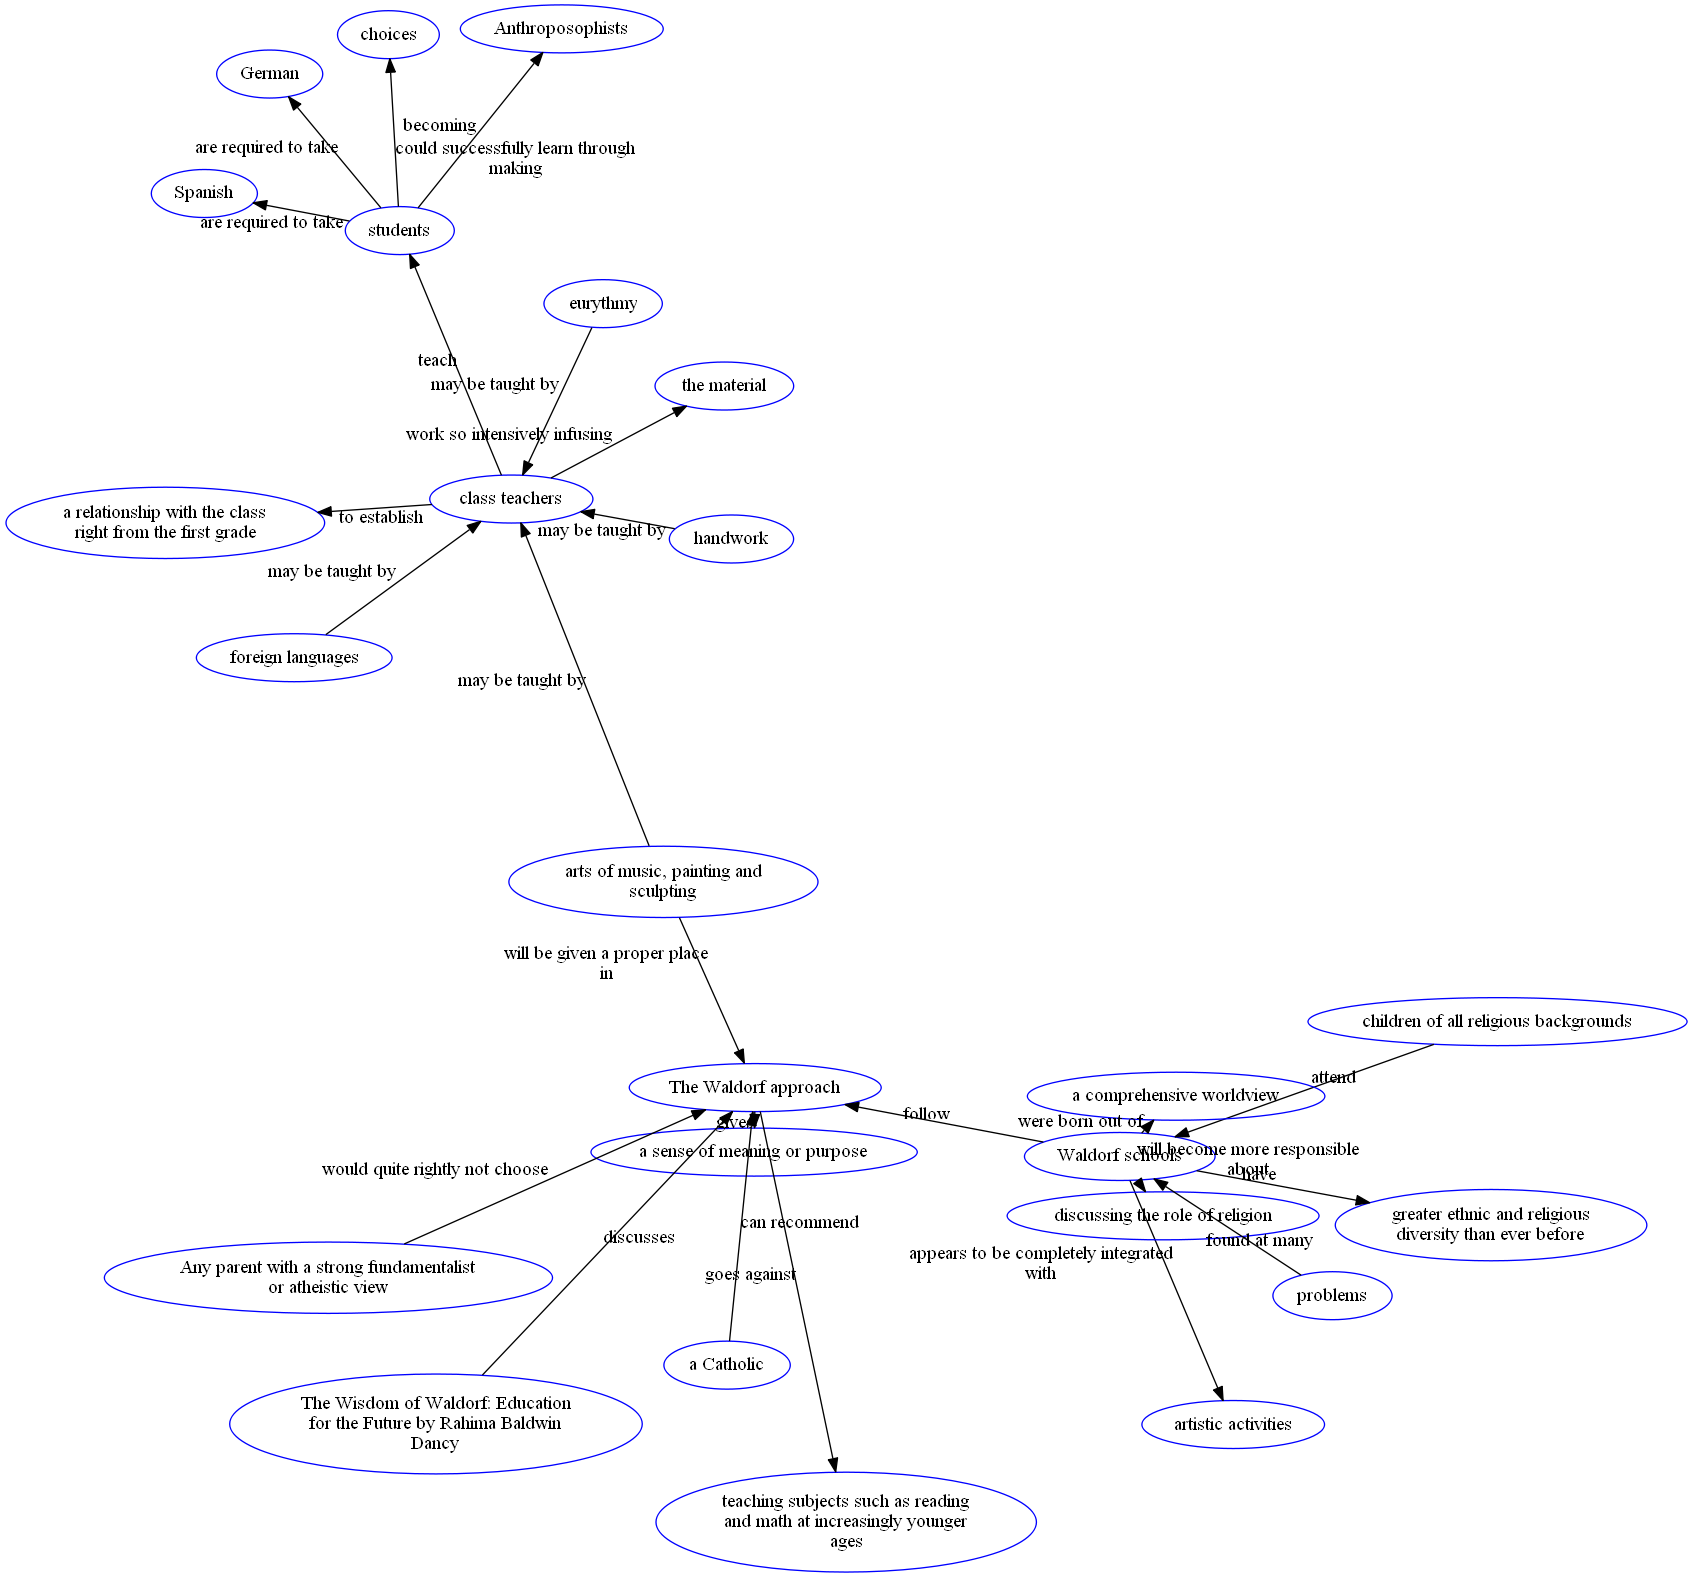 Anthroposophists
choices
German
becoming
are required to take
could successfully learn through
making
Spanish
are required to take
students
eurythmy
teach
may be taught by
the material
work so intensively infusing
class teachers
a relationship with the class
right from the first grade
to establish
may be taught by
handwork
may be taught by
foreign languages
may be taught by
arts of music, painting and
sculpting
will be given a proper place
in
children of all religious backgrounds
The Waldorf approach
attend
a comprehensive worldview
follow
were born out of
gives
a sense of meaning or purpose
Waldorf schools
will become more responsible
about
have
would quite rightly not choose
discussing the role of religion
greater ethnic and religious
diversity than ever before
can recommend
discusses
found at many
appears to be completely integrated
with
Any parent with a strong fundamentalist
or atheistic view
goes against
problems
a Catholic
The Wisdom of Waldorf: Education
for the Future by Rahima Baldwin
Dancy
artistic activities
teaching subjects such as reading
and math at increasingly younger
ages